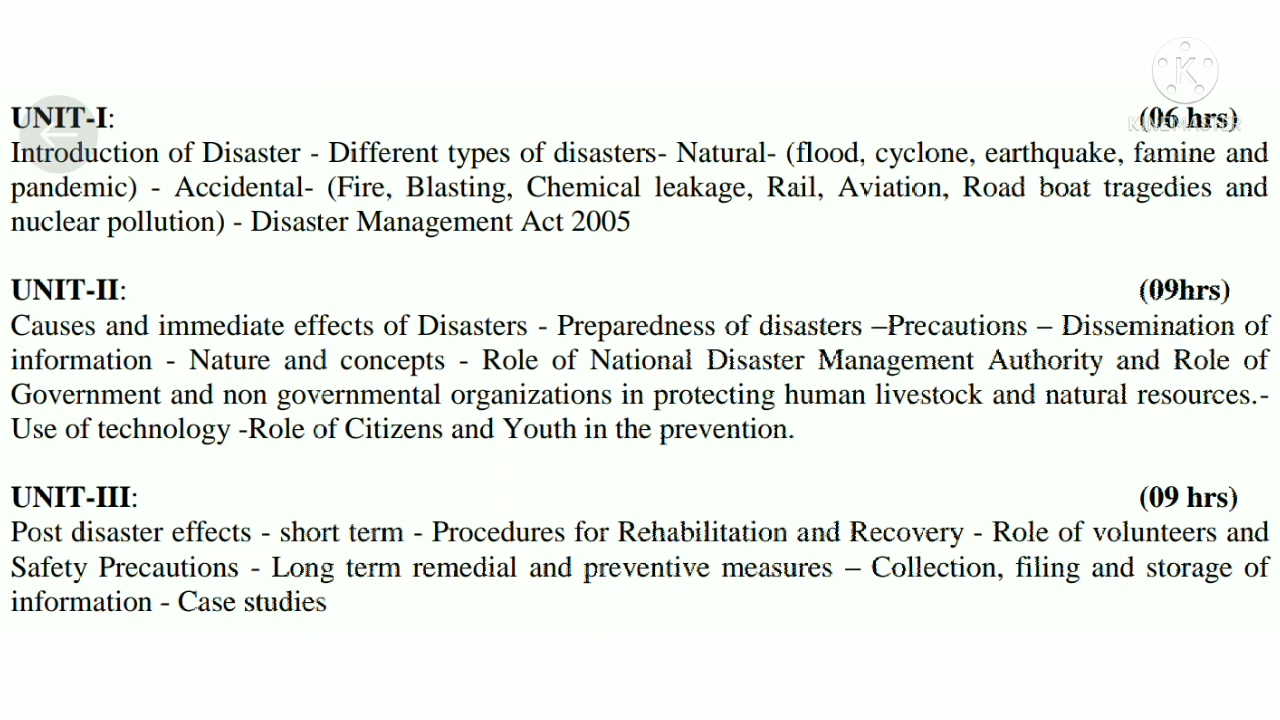 UNIT-I: (06 hrs)
KINEMASTER
Introduction of Disaster - Different types of disasters- Natural- (flood, cyclone, earthquake, famine and
pandemic) - Accidental- (Fire, Blasting, Chemical leakage, Rail, Aviation, Road boat tragedies and
nuclear pollution) - Disaster Management Act 2005
UNIT-II: (09hrs)
Causes and immediate effects of Disasters - Preparedness of disasters –Precautions – Dissemination of
information - Nature and concepts - Role of National Disaster Management Authority and Role of
Government and non governmental organizations in protecting human livestock and natural resources.-
Use of technology -Role of Citizens and Youth in the prevention.
UNIT-III: (09 hrs)
Post disaster effects - short term - Procedures for Rehabilitation and Recovery - Role of volunteers and
Safety Precautions - Long term remedial and preventive measures – Collection, filing and storage of
information - Case studies